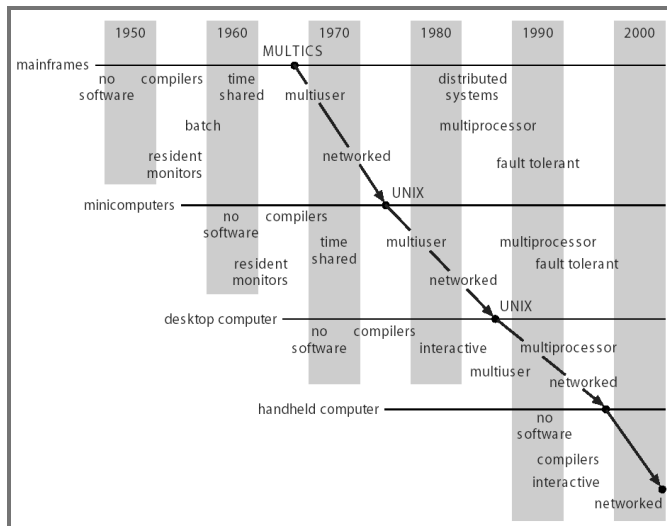 1950 1960 1970 1980 1990 2000
MULTICS
mainframes
no compilers time distributed
software shared multiuser systems
batch multiprocessor
resident networked fault tolerant
monitors
UNIX
minicomputers
no compilers
software time multiuser multiprocessor
resident shared fault tolerant
monitors networked
UNIX
desktop computer
no compilers
software interactive multiprocessor
multiuser networked
handheld computer
no
software
compilers
interactive
networked